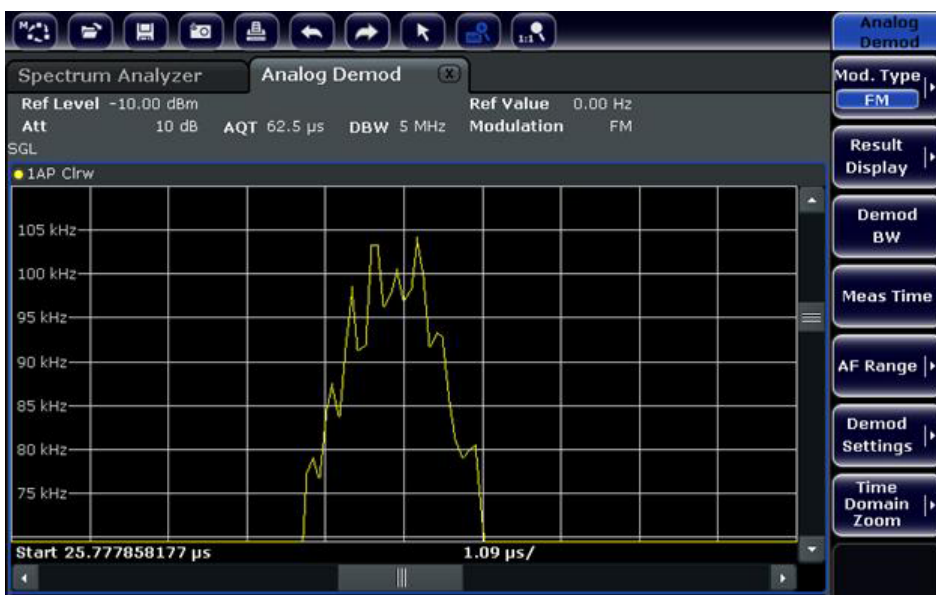 1:1
Analog
Demod
Spectrum Analyzer
Analog Demod
X
Ref Level -10.00 dBm
Ref Value 0.00 Hz
Att 10 dB AQT 62.5 µs DBW 5 MHz Modulation FM
SGL
1AP Clrw
105 kHz
100 kHz
95 kHz
90 kHz
85 kHz
80 kHz
75 kHz
Start 25.777858177 µs
1.09 µs/
Mod. Type
FM
Result
Display
Demod
BW
Meas Time
AF Range
Demod
Settings
Time
Domain
Zoom